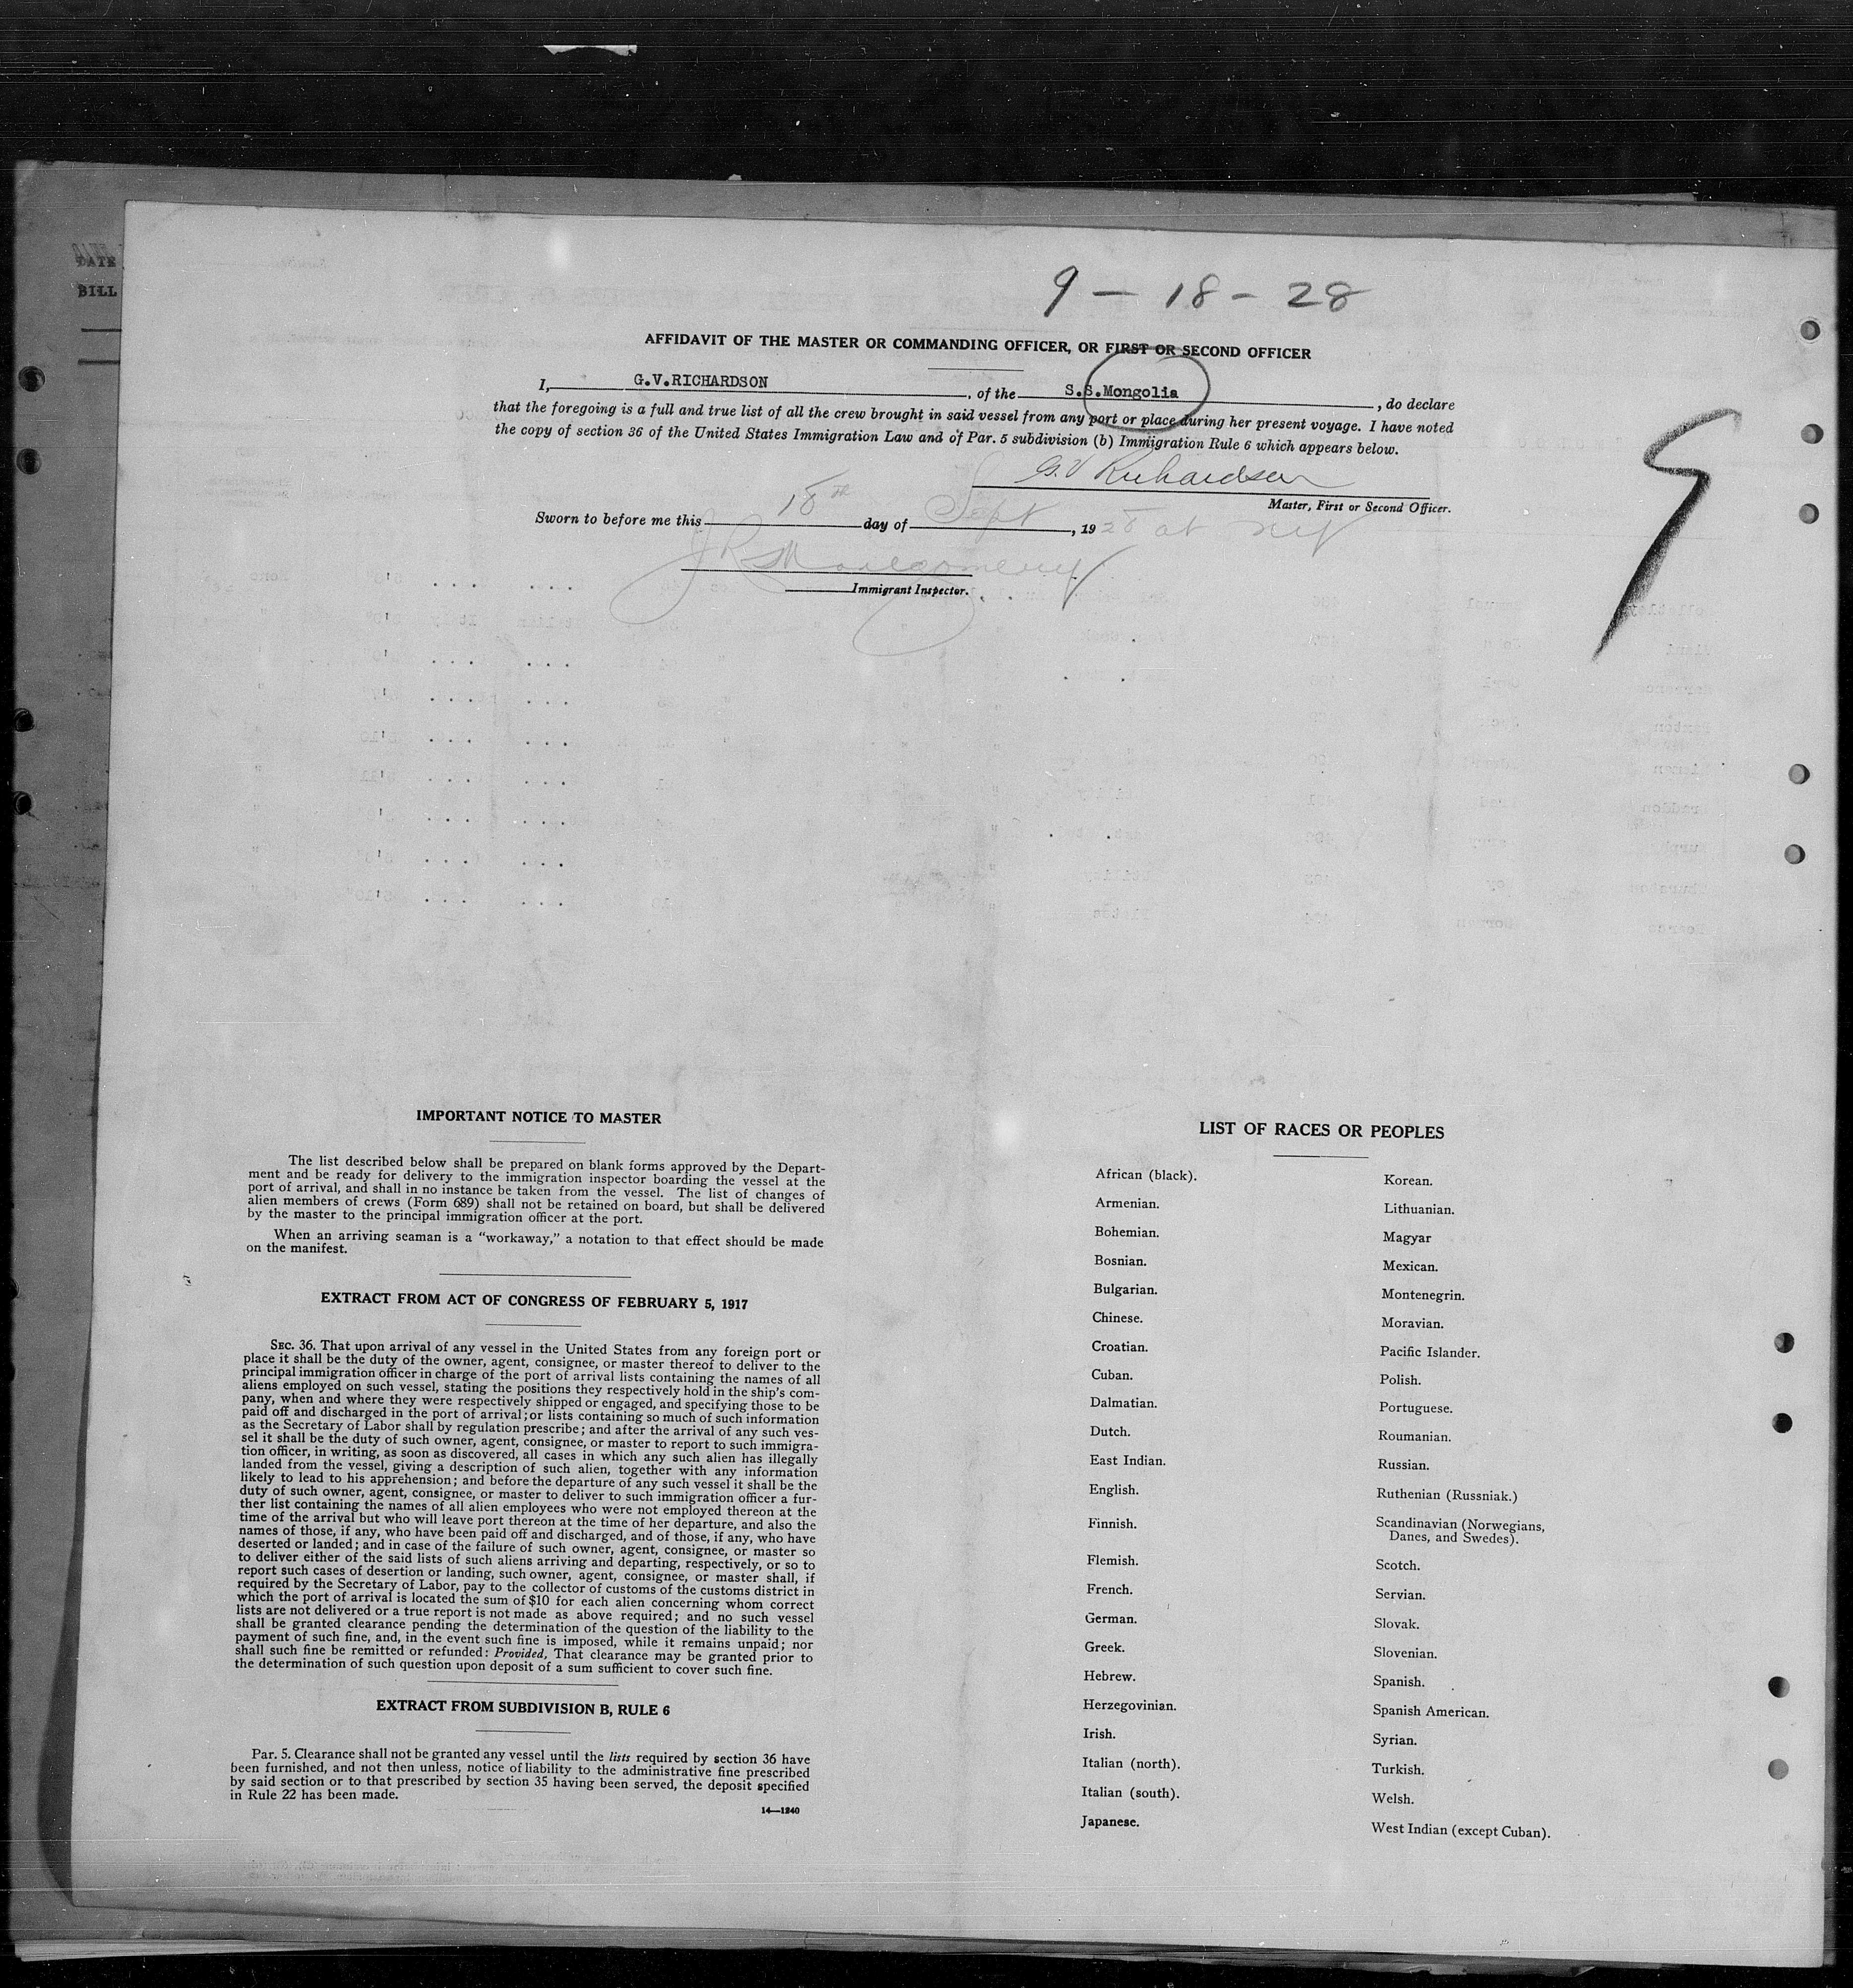 DATE
BILL
9 - 18 - 28
AFFIDAVIT OF THE MASTER OR COMMANDING OFFICER, OR FIRST OR SECOND OFFICER
I, G.V.RICHARDSON, of the S.S.Mongolia, do declare
that the foregoing is a full and true list of all the crew brought in said vessel from any port or place during her present voyage. I have noted
the copy of section 36 of the United States Immigration Law and of Par. 5 subdivision (b) Immigration Rule 6 which appears below.
G.V Richardson
Master, First or Second Officer.
Sworn to before me this 18th day of Sept, 1928 at NY
J R Montgomery
Immigrant Inspector.
IMPORTANT NOTICE TO MASTER
The list described below shall be prepared on blank forms approved by the Depart-
ment and be ready for delivery to the immigration inspector boarding the vessel at the
port of arrival, and shall in no instance be taken from the vessel. The list of changes of
alien members of crews (Form 689) shall not be retained on board, but shall be delivered
by the master to the principal immigration officer at the port.
When an arriving seaman is a "workaway," a notation to that effect should be made
on the manifest.
EXTRACT FROM ACT OF CONGRESS OF FEBRUARY 5, 1917
SEC. 36. That upon arrival of any vessel in the United States from any foreign port or
place it shall be the duty of the owner, agent, consignee, or master thereof to deliver to the
principal immigration officer in charge of the port of arrival lists containing the names of all
aliens employed on such vessel, stating the positions they respectively hold in the ship's com-
pany, when and where they were respectively shipped or engaged, and specifying those to be
paid off and discharged in the port of arrival; or lists containing so much of such information
as the Secretary of Labor shall by regulation prescribe; and after the arrival of any such ves-
sel it shall be the duty of such owner, agent, consignee, or master to report to such immigra-
tion officer, in writing, as soon as discovered, all cases in which any such alien has illegally
landed from the vessel, giving a description of such alien, together with any information
likely to lead to his apprehension; and before the departure of any such vessel it shall be the
duty of such owner, agent, consignee, or master to deliver to such immigration officer a fur-
ther list containing the names of all alien employees who were not employed thereon at the
time of the arrival but who will leave port thereon at the time of her departure, and also the
names of those, if any, who have been paid off and discharged, and of those, if any, who have
deserted or landed; and in case of the failure of such owner, agent, consignee, or master so
to deliver either of the said lists of such aliens arriving and departing, respectively, or so to
report such cases of desertion or landing, such owner, agent, consignee, or master shall, if
required by the Secretary of Labor, pay to the collector of customs of the customs district in
which the port of arrival is located the sum of $10 for each alien concerning whom correct
lists are not delivered or a true report is not made as above required; and no such vessel
shall be granted clearance pending the determination of the question of the liability to the
payment of such fine, and, in the event such fine is imposed, while it remains unpaid; nor
shall such fine be remitted or refunded: Provided, That clearance may be granted prior to
the determination of such question upon deposit of a sum sufficient to cover such fine.
EXTRACT FROM SUBDIVISION B, RULE 6
Par. 5. Clearance shall not be granted any vessel until the lists required by section 36 have
been furnished, and not then unless, notice of liability to the administrative fine prescribed
by said section or to that prescribed by section 35 having been served, the deposit specified
in Rule 22 has been made.
14—1240
LIST OF RACES OR PEOPLES
African (black).
Armenian.
Bohemian.
Bosnian.
Bulgarian.
Chinese.
Croatian.
Cuban.
Dalmatian.
Dutch.
East Indian.
English.
Finnish.
Flemish.
French.
German.
Greek.
Hebrew.
Herzegovinian.
Irish.
Italian (north).
Italian (south).
Japanese.
Korean.
Lithuanian.
Magyar
Mexican.
Montenegrin.
Moravian.
Pacific Islander.
Polish.
Portuguese.
Roumanian.
Russian.
Ruthenian (Russniak.)
Scandinavian (Norwegians,
Danes, and Swedes).
Scotch.
Servian.
Slovak.
Slovenian.
Spanish.
Spanish American.
Syrian.
Turkish.
Welsh.
West Indian (except Cuban).